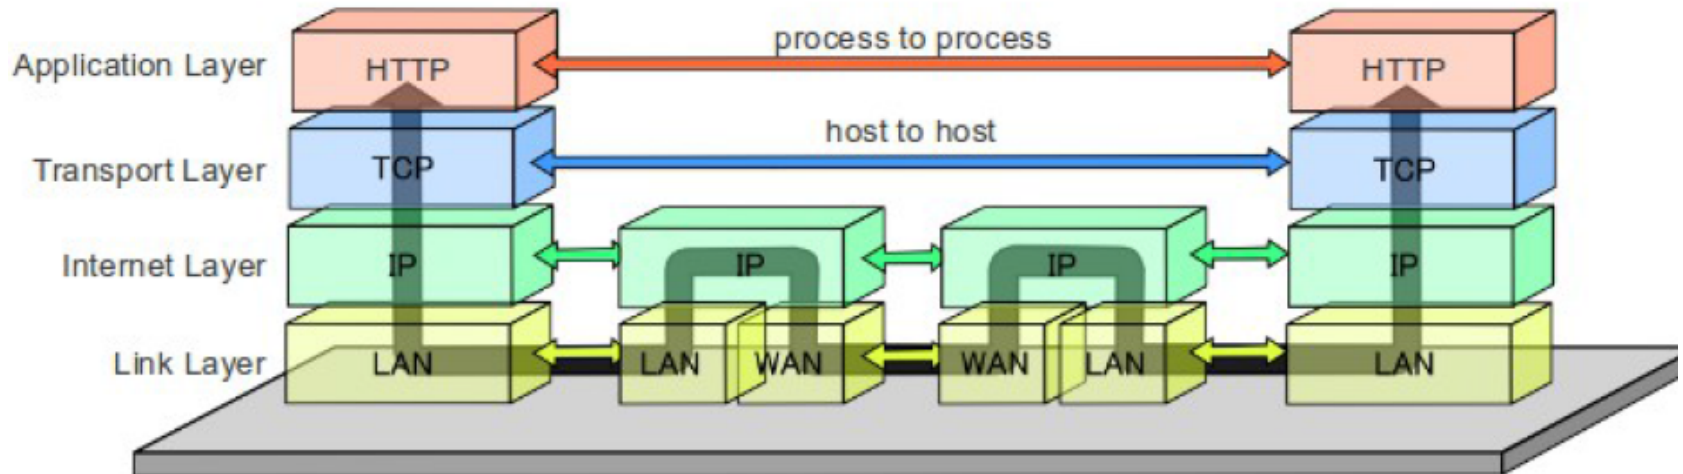 Application Layer
HTTP
process to process
HTTP
Transport Layer
TCP
host to host
TCP
Internet Layer
IP
IP
IP
IP
Link Layer
LAN
LAN
WAN
WAN
LAN
LAN